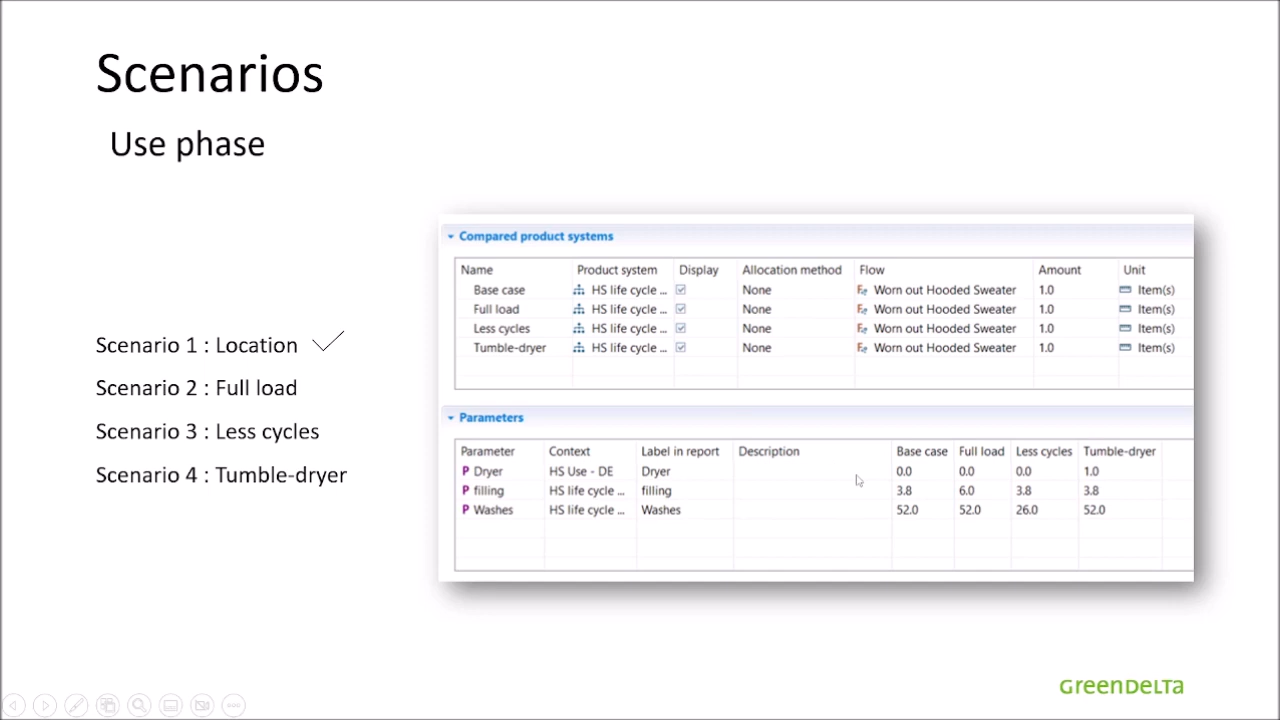 Scenarios
Use phase
Scenario 1 : Location
Scenario 2 : Full load
Scenario 3 : Less cycles
Scenario 4 : Tumble-dryer
Compared product systems
Name Product system Display Allocation method Flow Amount Unit
Base case HS life cycle ... None Worn out Hooded Sweater 1.0 Item(s)
Full load HS life cycle ... None Worn out Hooded Sweater 1.0 Item(s)
Less cycles HS life cycle ... None Worn out Hooded Sweater 1.0 Item(s)
Tumble-dryer HS life cycle ... None Worn out Hooded Sweater 1.0 Item(s)
Parameters
Parameter Context Label in report Description Base case Full load Less cycles Tumble-dryer
P Dryer HS Use - DE Dryer 0.0 0.0 0.0 1.0
P filling HS life cycle ... filling 3.8 6.0 3.8 3.8
P Washes HS life cycle ... Washes 52.0 52.0 26.0 52.0
GreenDelta